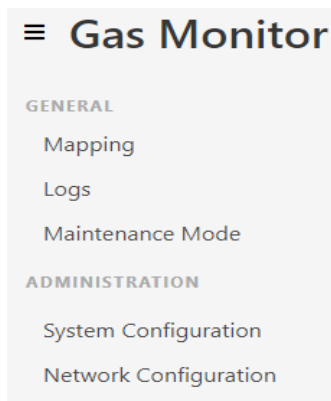 Gas Monitor
GENERAL
Mapping
Logs
Maintenance Mode
ADMINISTRATION
System Configuration
Network Configuration